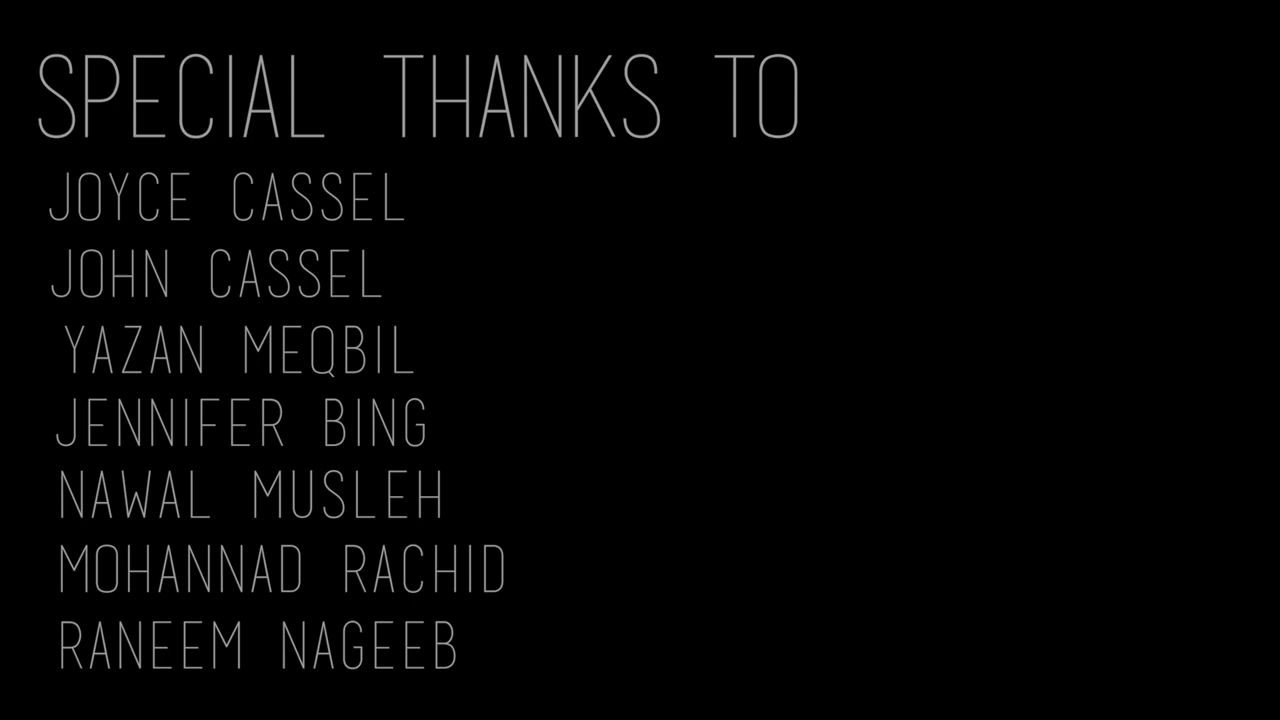 SPECIAL THANKS TO
JOYCE CASSEL
JOHN CASSEL
YAZAN MEQBIL
JENNIFER BING
NAWAL MUSLEH
MOHANNAD RACHID
RANEEM NAGEEB